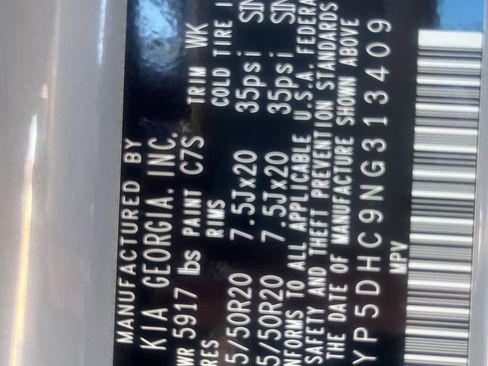 MANUFACTURED BY
KIA GEORGIA, INC.
WR 5917 lbs PAINT C7S TRIM WK
RES RIMS COLD TIRE
5/50R20 7.5Jx20 35psi SIN
5/50R20 7.5Jx20 35psi SIN
NFORMS TO ALL APPLICABLE U.S.A. FEDERA
SAFETY AND THEFT PREVENTION STANDARDS
THE DATE OF MANUFACTURE SHOWN ABOVE
YP5DHC9NG313409
MPV